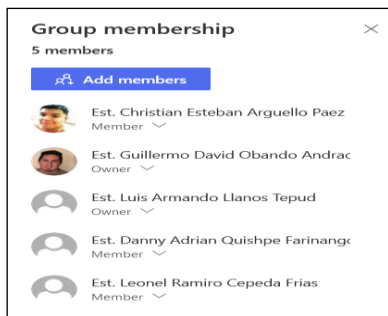 Group membership
5 members
Add members
Est. Christian Esteban Arguello Paez
Member
Est. Guillermo David Obando Andrac
Owner
Est. Luis Armando Llanos Tepud
Owner
Est. Danny Adrian Quishpe Farinango
Member
Est. Leonel Ramiro Cepeda Frias
Member